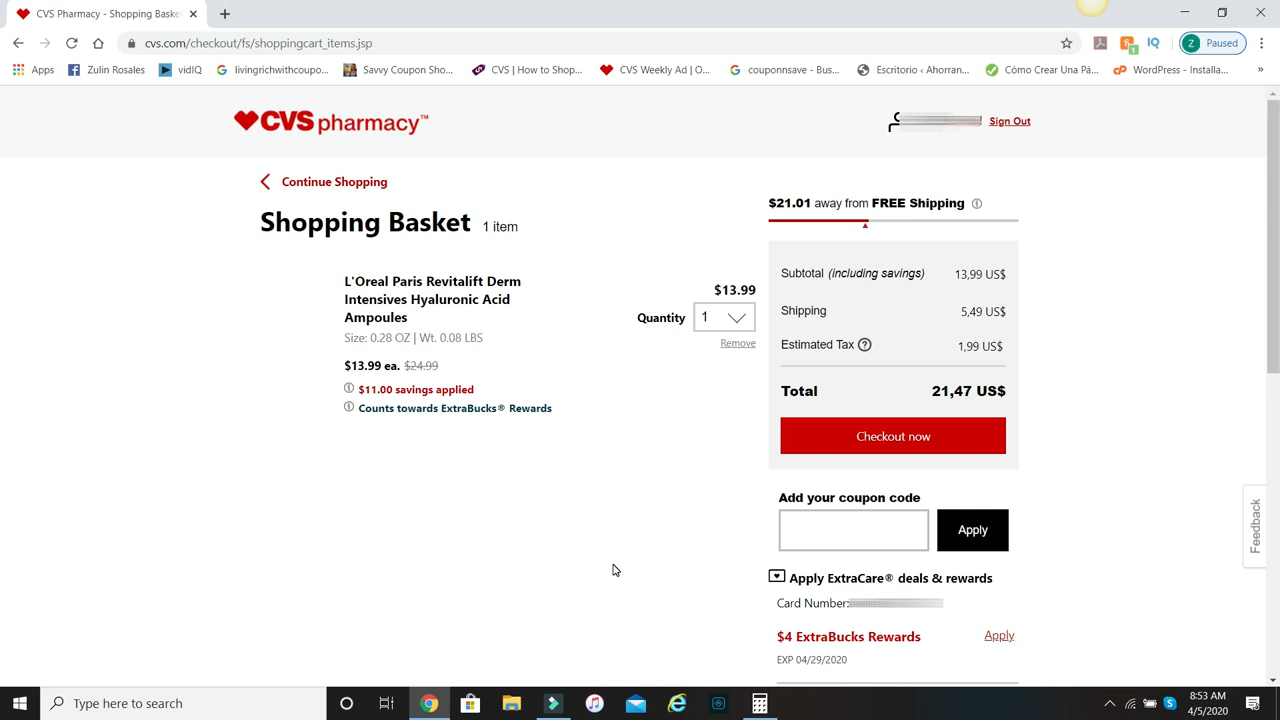 CVS Pharmacy - Shopping Basket
cvs.com/checkout/fs/shoppingcart_items.jsp
Paused
Apps
Zulin Rosales
vidIQ
livingrichwithcoupo...
Savvy Coupon Sho...
CVS | How to Shop...
CVS Weekly Ad | O...
couponnsave - Bus...
Escritorio ‹ Ahorran...
Cómo Crear Una Pá...
WordPress - Installa...
CVS pharmacy™
Sign Out
Continue Shopping
Shopping Basket 1 item
L'Oreal Paris Revitalift Derm
Intensives Hyaluronic Acid
Ampoules
Size: 0.28 OZ | Wt. 0.08 LBS
$13.99 ea. $24.99
$11.00 savings applied
Counts towards ExtraBucks® Rewards
$13.99
Quantity 1
Remove
$21.01 away from FREE Shipping
Subtotal (including savings) 13,99 US$
Shipping 5,49 US$
Estimated Tax 1,99 US$
Total 21,47 US$
Checkout now
Add your coupon code
Apply
Apply ExtraCare® deals & rewards
Card Number:
$4 ExtraBucks Rewards Apply
EXP 04/29/2020
Feedback
Type here to search
8:53 AM
4/5/2020